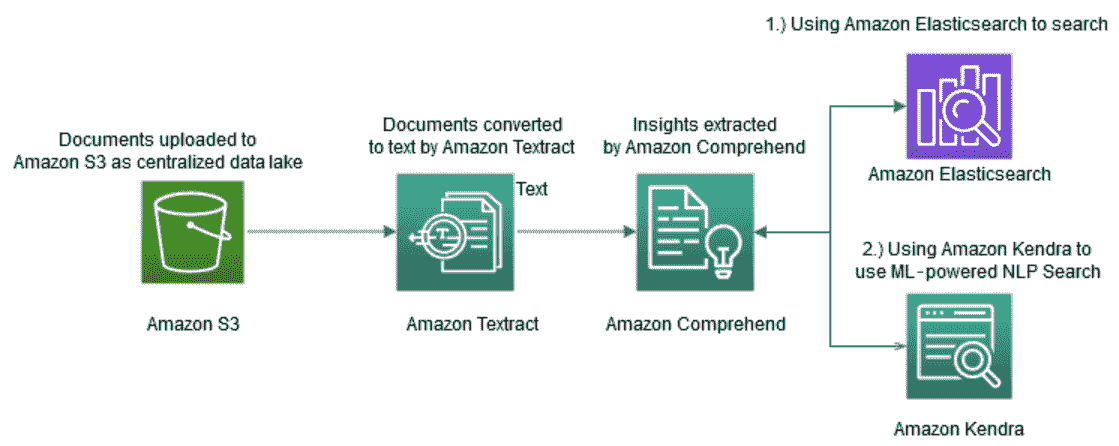 1.) Using Amazon Elasticsearch to search
Documents uploaded to
Amazon S3 as centralized data lake
Documents converted
to text by Amazon Textract
Insights extracted
by Amazon Comprehend
Text
Amazon Elasticsearch
2.) Using Amazon Kendra to
use ML-powered NLP Search
Amazon S3
Amazon Textract
Amazon Comprehend
Amazon Kendra